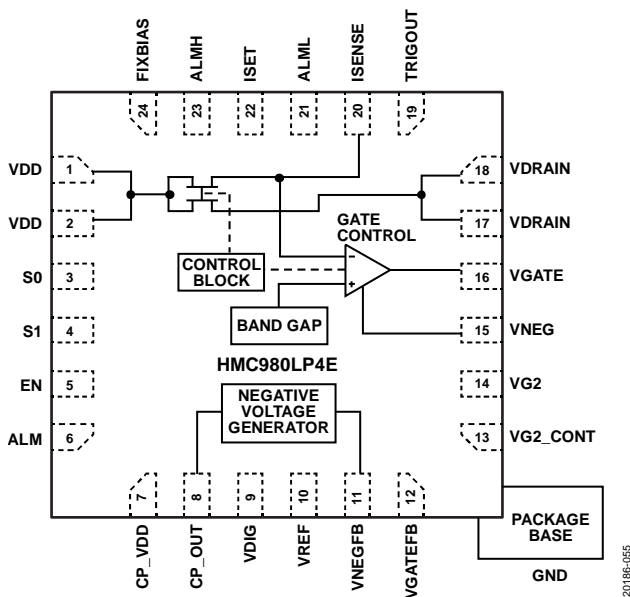 FIXBIAS
ALMH
ISET
ALML
ISENSE
TRIGOUT
24
23
22
21
20
19
VDD
1
18
VDRAIN
VDD
2
17
VDRAIN
GATE
CONTROL
S0
3
CONTROL
BLOCK
–
+
16
VGATE
S1
4
BAND GAP
15
VNEG
HMC980LP4E
EN
5
14
VG2
NEGATIVE
VOLTAGE
GENERATOR
ALM
6
13
VG2_CONT
7
8
9
10
11
12
CP_VDD
CP_OUT
VDIG
VREF
VNEGFB
VGATEFB
PACKAGE
BASE
GND
20186-055